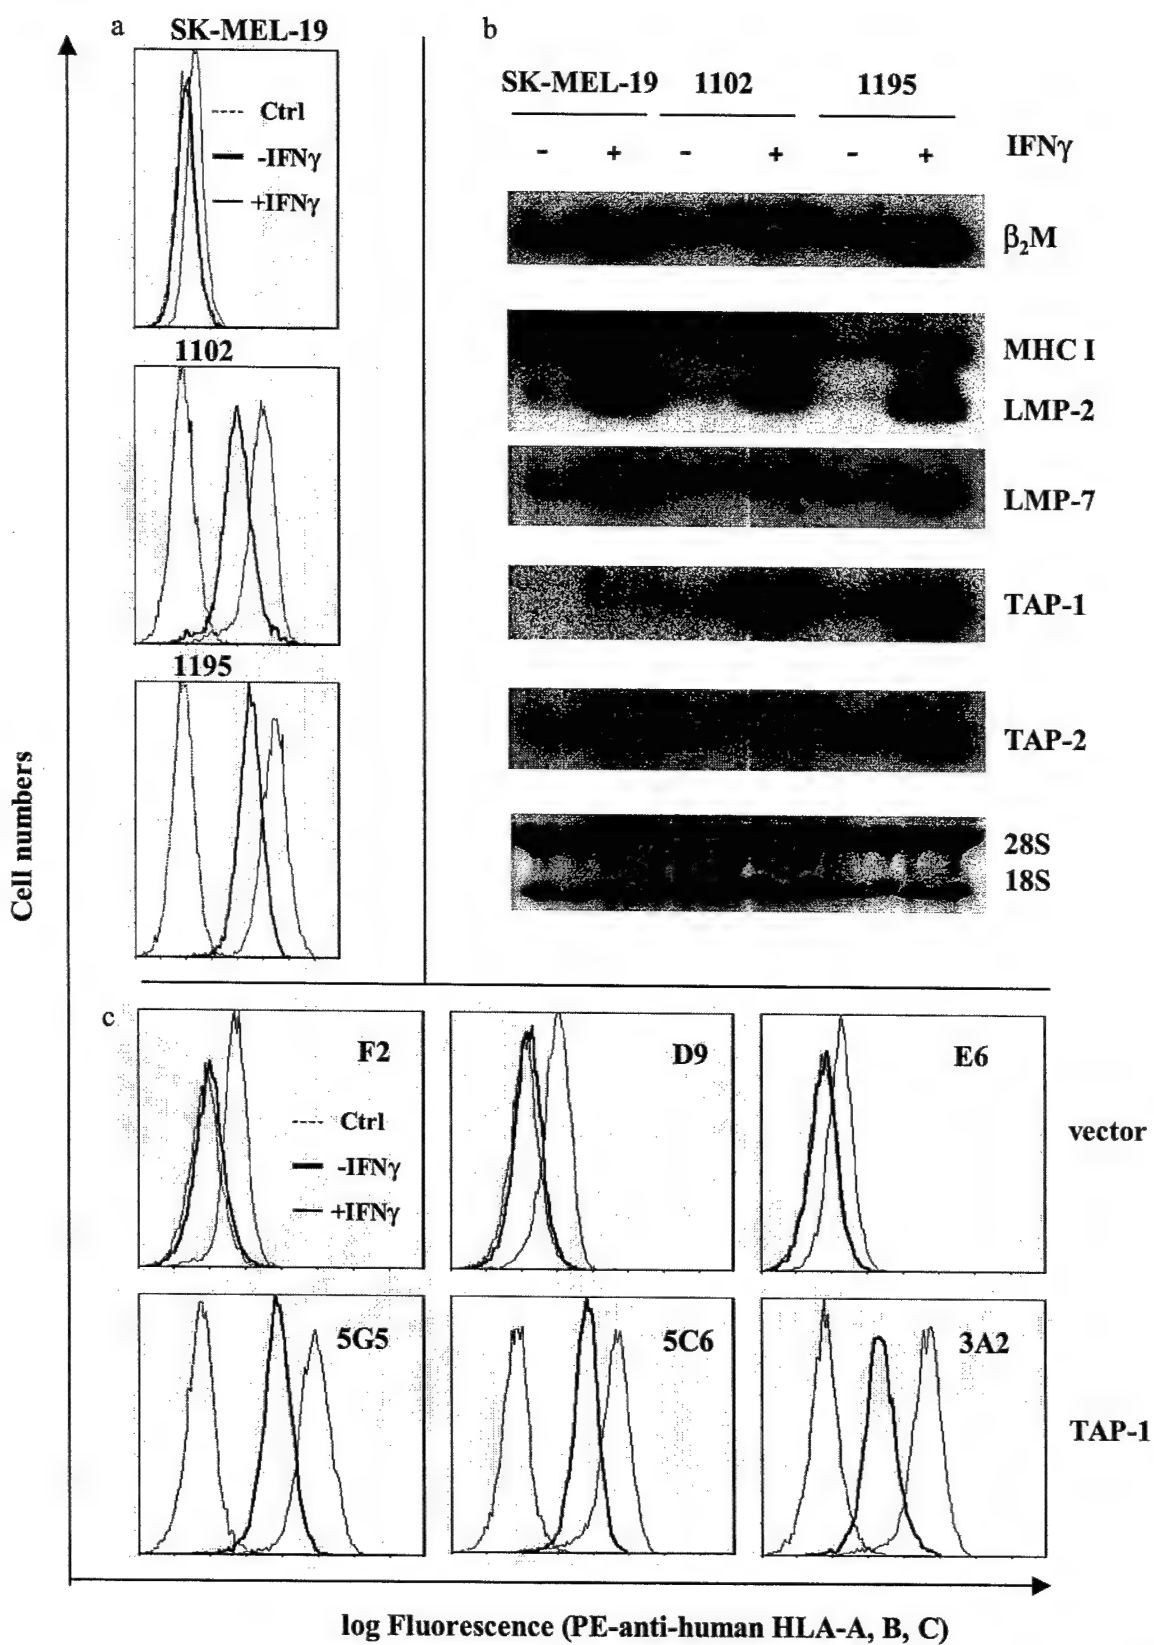 a
SK-MEL-19
Ctrl
-IFNγ
+IFNγ
1102
1195
b
SK-MEL-19 1102 1195
- + - + - + IFNγ
β₂M
MHC I
LMP-2
LMP-7
TAP-1
TAP-2
28S
18S
Cell numbers
c
F2
Ctrl
-IFNγ
+IFNγ
D9
E6
vector
5G5
5C6
3A2
TAP-1
log Fluorescence (PE-anti-human HLA-A, B, C)